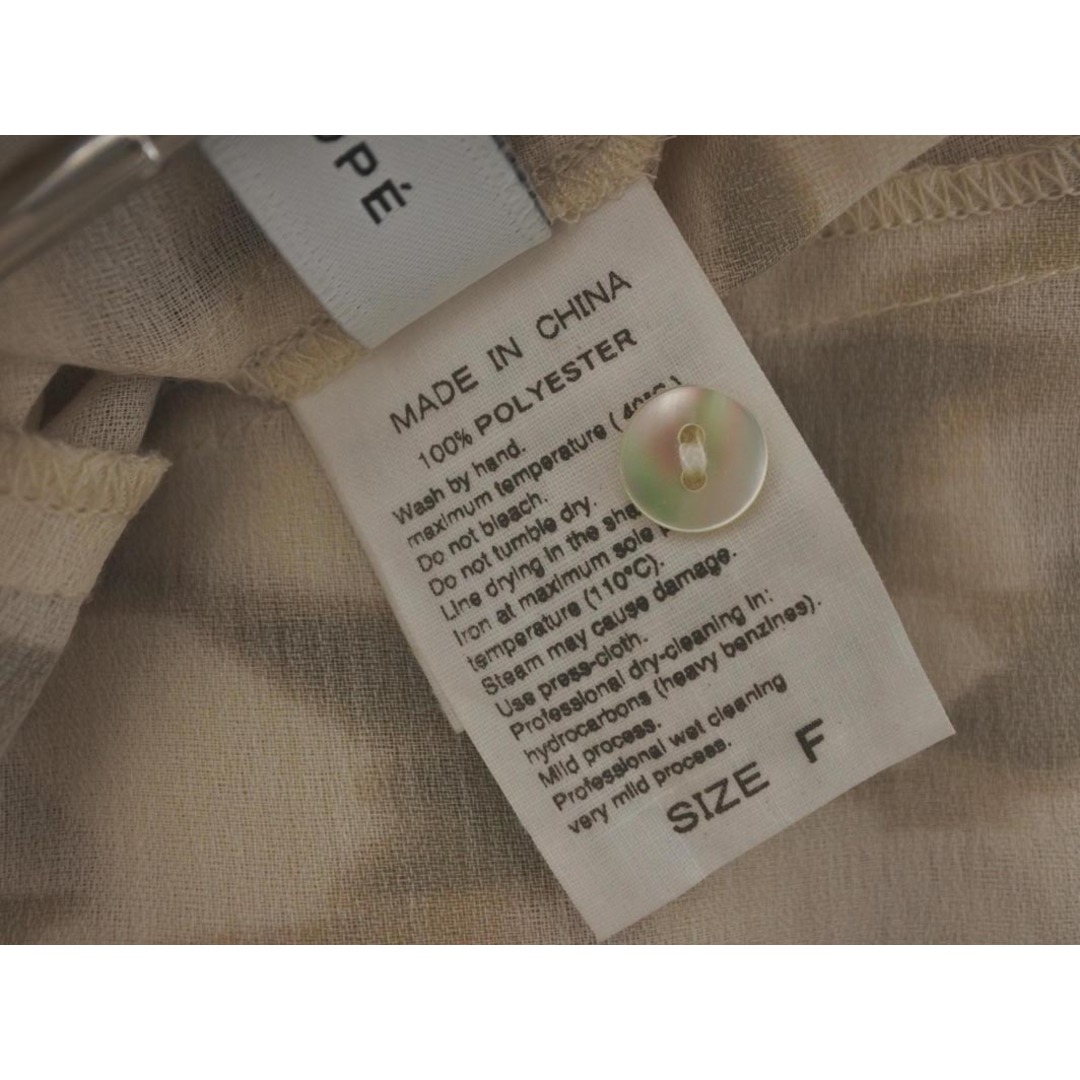 OPÉ
MADE IN CHINA
100% POLYESTER
Wash by hand.
maximum temperature ( 40°C )
Do not bleach.
Do not tumble dry.
Line drying in the
Iron at maximum sole
temperature (110°C).
Steam may cause damage.
Use press-cloth.
Professional dry-cleaning in:
hydrocarbons (heavy benzines).
Mild process.
Professional wet cleaning
very mild process.
SIZE F